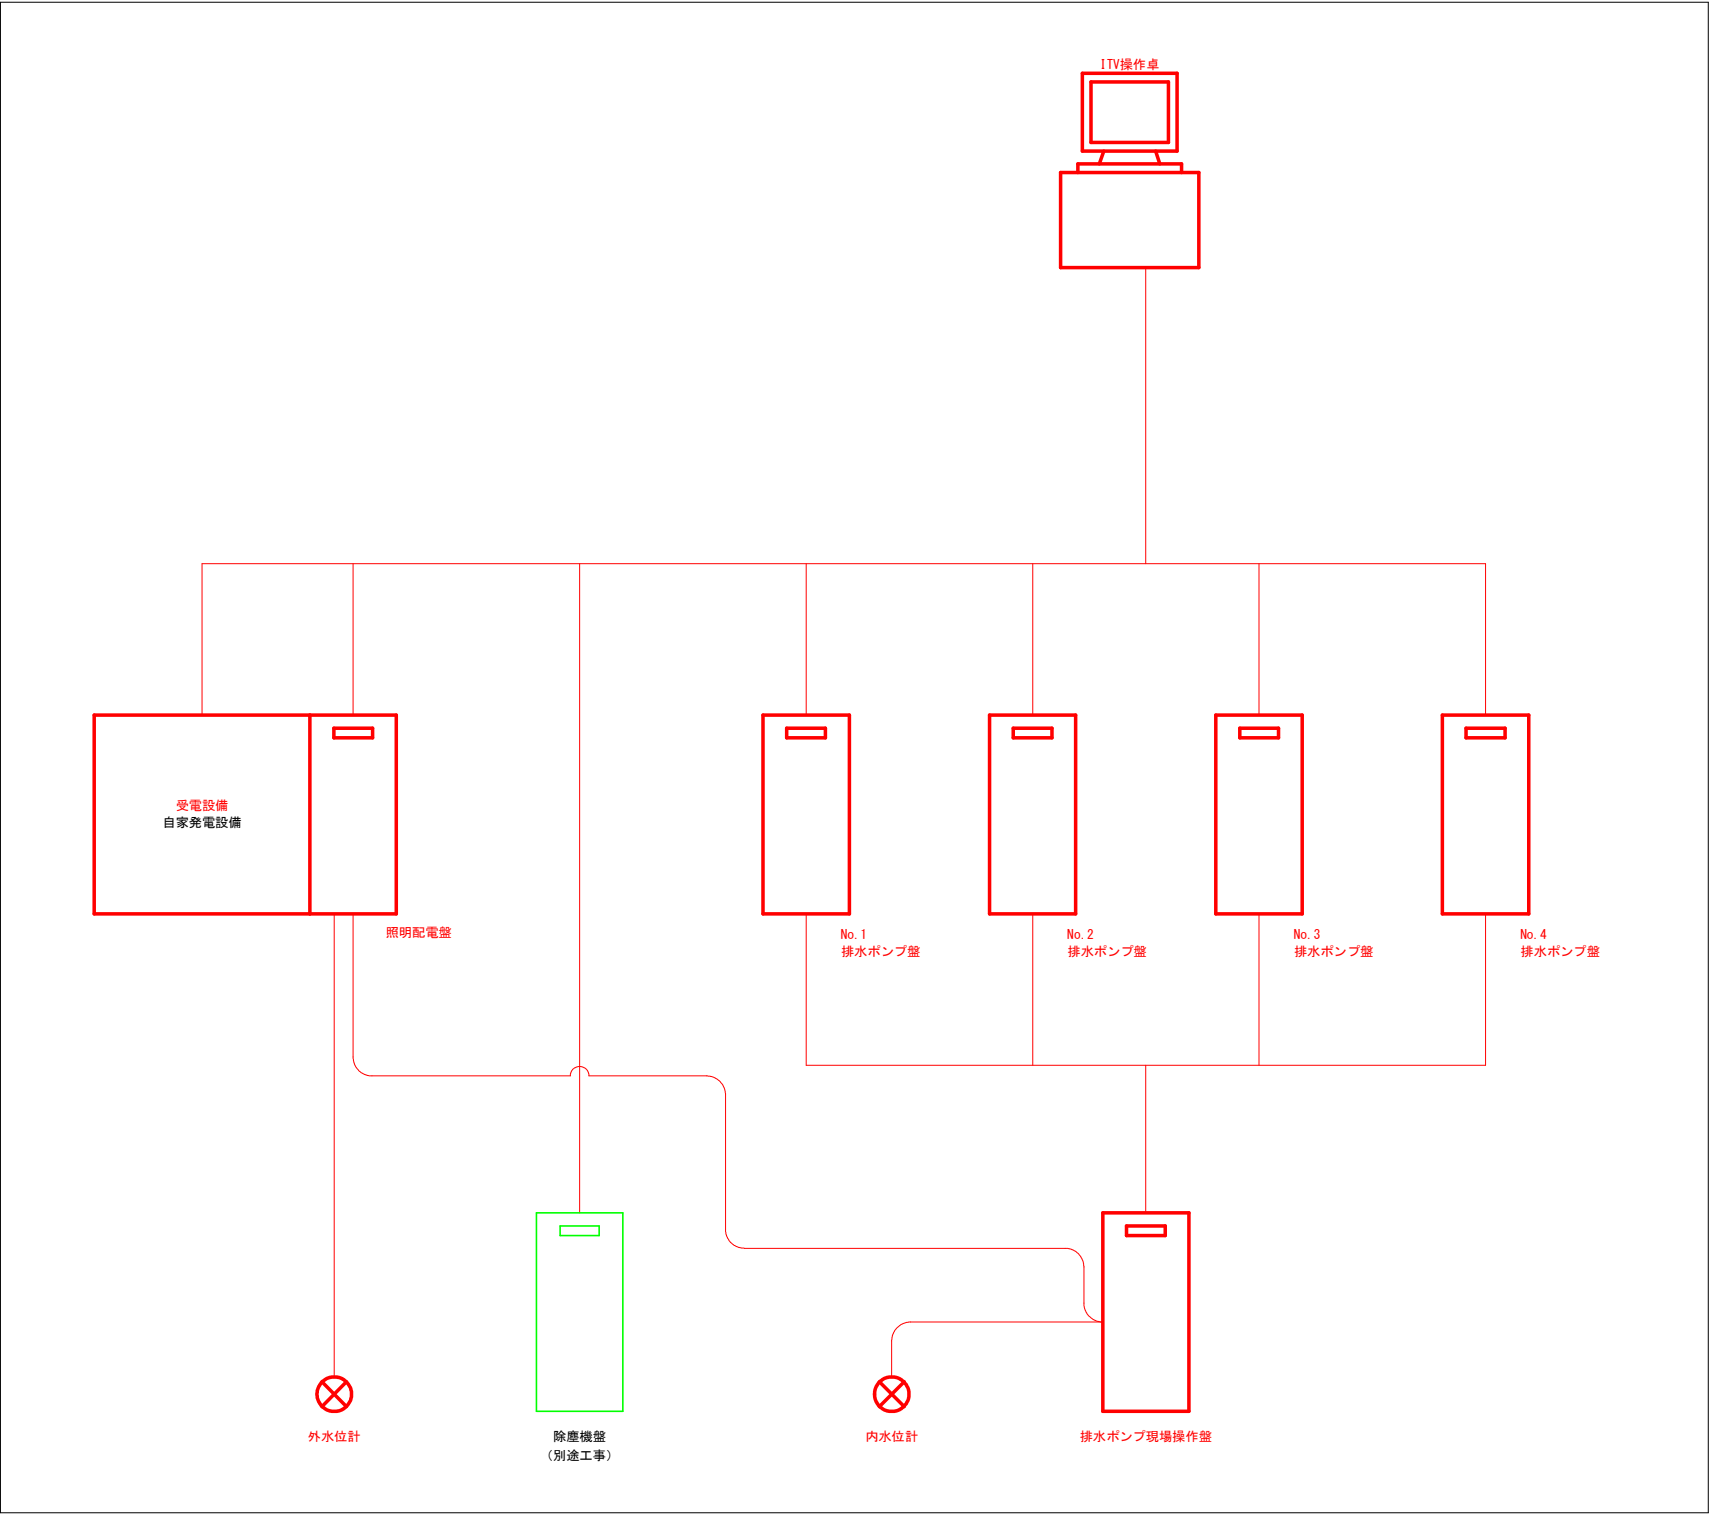 ITV操作卓
受電設備
自家発電設備
照明配電盤
No.1
排水ポンプ盤
No.2
排水ポンプ盤
No.3
排水ポンプ盤
No.4
排水ポンプ盤
外水位計
除塵機盤
(別途工事)
内水位計
排水ポンプ現場操作盤